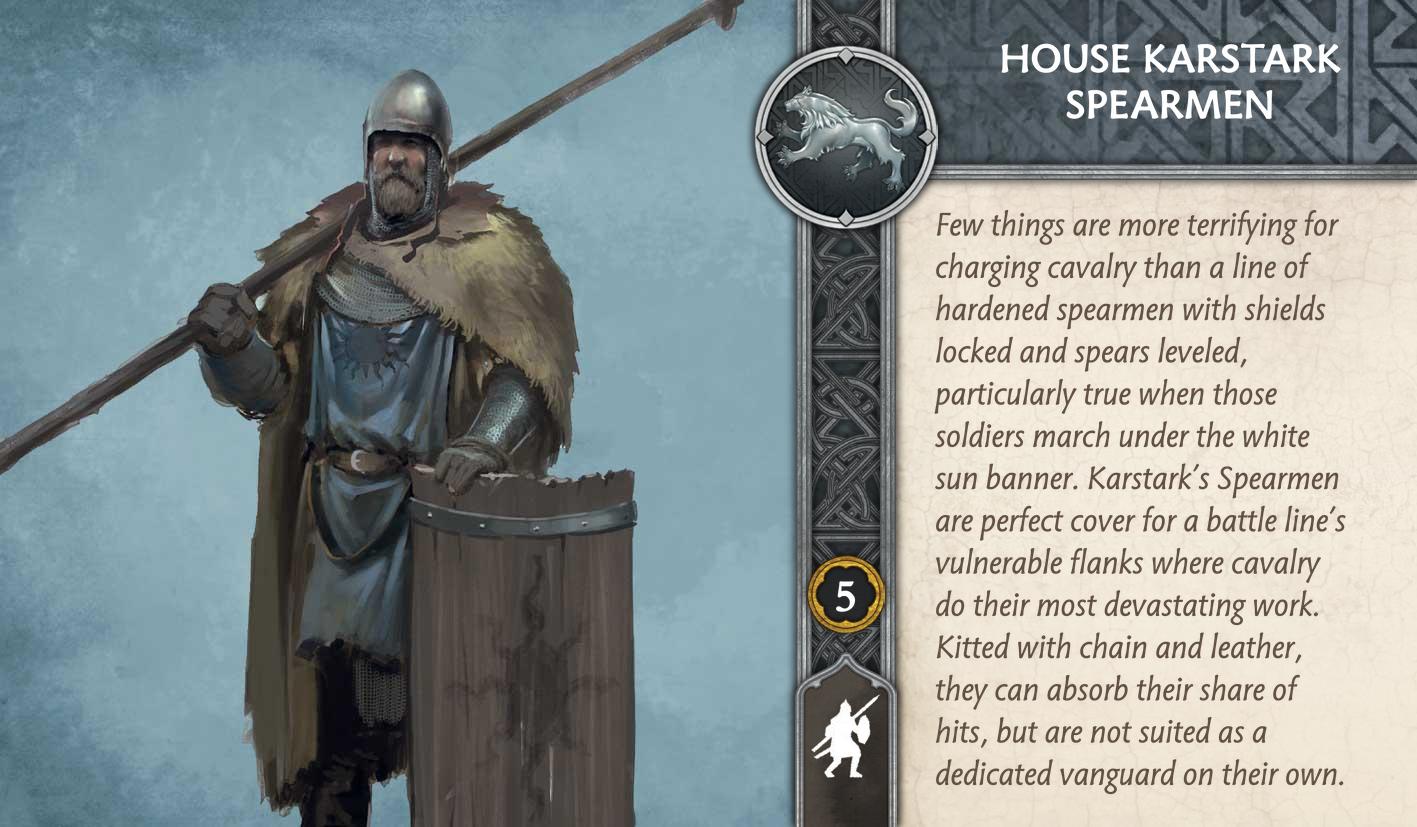 HOUSE KARSTARK
SPEARMEN
Few things are more terrifying for
charging cavalry than a line of
hardened spearmen with shields
locked and spears leveled,
particularly true when those
soldiers march under the white
sun banner. Karstark’s Spearmen
are perfect cover for a battle line’s
vulnerable flanks where cavalry
do their most devastating work.
Kitted with chain and leather,
they can absorb their share of
hits, but are not suited as a
dedicated vanguard on their own.
5